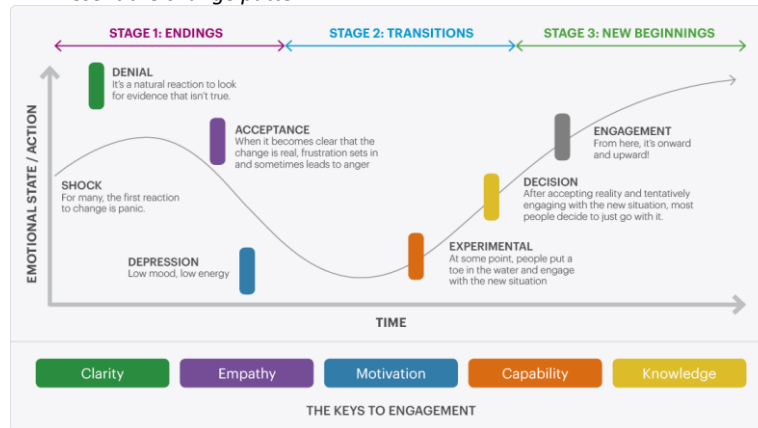 STAGE 1: ENDINGS
STAGE 2: TRANSITIONS
STAGE 3: NEW BEGINNINGS
DENIAL
It's a natural reaction to look
for evidence that isn't true.
ACCEPTANCE
When it becomes clear that the
change is real, frustration sets in
and sometimes leads to anger
ENGAGEMENT
From here, it's onward
and upward!
SHOCK
For many, the first reaction
to change is panic.
DECISION
After accepting reality and tentatively
engaging with the new situation, most
people decide to just go with it.
DEPRESSION
Low mood, low energy
EXPERIMENTAL
At some point, people put a
toe in the water and engage
with the new situation
EMOTIONAL STATE / ACTION
TIME
Clarity
Empathy
Motivation
Capability
Knowledge
THE KEYS TO ENGAGEMENT